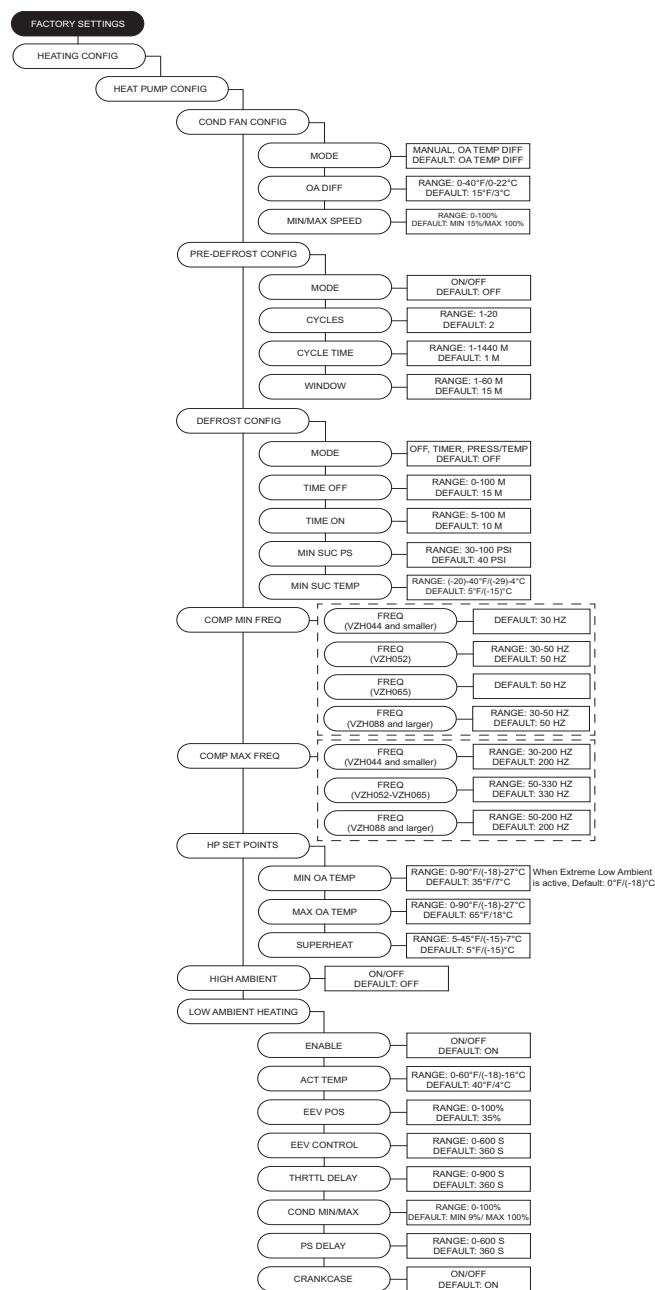 FACTORY SETTINGS
HEATING CONFIG
HEAT PUMP CONFIG
COND FAN CONFIG
MODE
MANUAL, OA TEMP DIFF
DEFAULT: OA TEMP DIFF
OA DIFF
RANGE: 0-40°F/0-22°C
DEFAULT: 15°F/3°C
MIN/MAX SPEED
RANGE: 0-100%
DEFAULT: MIN 15%/MAX 100%
PRE-DEFROST CONFIG
MODE
ON/OFF
DEFAULT: OFF
CYCLES
RANGE: 1-20
DEFAULT: 2
CYCLE TIME
RANGE: 1-1440 M
DEFAULT: 1 M
WINDOW
RANGE: 1-60 M
DEFAULT: 15 M
DEFROST CONFIG
MODE
OFF, TIMER, PRESS/TEMP
DEFAULT: OFF
TIME OFF
RANGE: 0-100 M
DEFAULT: 15 M
TIME ON
RANGE: 5-100 M
DEFAULT: 10 M
MIN SUC PS
RANGE: 30-100 PSI
DEFAULT: 40 PSI
MIN SUC TEMP
RANGE: (-20)-40°F/(-29)-4°C
DEFAULT: 5°F/(-15)°C
COMP MIN FREQ
FREQ
(VZH044 and smaller)
DEFAULT: 30 HZ
FREQ
(VZH052)
RANGE: 30-50 HZ
DEFAULT: 50 HZ
FREQ
(VZH065)
DEFAULT: 50 HZ
FREQ
(VZH088 and larger)
RANGE: 30-50 HZ
DEFAULT: 50 HZ
COMP MAX FREQ
FREQ
(VZH044 and smaller)
RANGE: 30-200 HZ
DEFAULT: 200 HZ
FREQ
(VZH052-VZH065)
RANGE: 50-330 HZ
DEFAULT: 330 HZ
FREQ
(VZH088 and larger)
RANGE: 50-200 HZ
DEFAULT: 200 HZ
HP SET POINTS
MIN OA TEMP
RANGE: 0-90°F/(-18)-27°C
DEFAULT: 35°F/7°C
When Extreme Low Ambient
is active, Default: 0°F/(-18)°C
MAX OA TEMP
RANGE: 0-90°F/(-18)-27°C
DEFAULT: 65°F/18°C
SUPERHEAT
RANGE: 5-45°F/(-15)-7°C
DEFAULT: 5°F/(-15)°C
HIGH AMBIENT
ON/OFF
DEFAULT: OFF
LOW AMBIENT HEATING
ENABLE
ON/OFF
DEFAULT: ON
ACT TEMP
RANGE: 0-60°F/(-18)-16°C
DEFAULT: 40°F/4°C
EEV POS
RANGE: 0-100%
DEFAULT: 35%
EEV CONTROL
RANGE: 0-600 S
DEFAULT: 360 S
THRTTL DELAY
RANGE: 0-900 S
DEFAULT: 360 S
COND MIN/MAX
RANGE: 0-100%
DEFAULT: MIN 9%/ MAX 100%
PS DELAY
RANGE: 0-600 S
DEFAULT: 360 S
CRANKCASE
ON/OFF
DEFAULT: ON